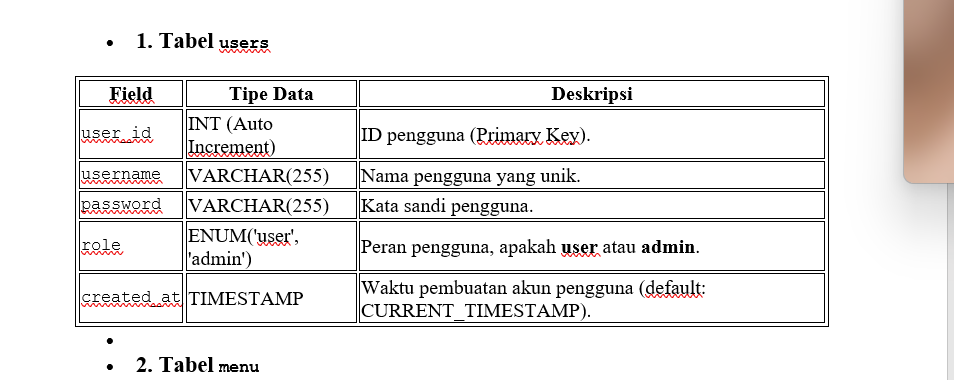 1. Tabel users
Field Tipe Data Deskripsi
user_id INT (Auto Increment) ID pengguna (Primary Key).
username VARCHAR(255) Nama pengguna yang unik.
password VARCHAR(255) Kata sandi pengguna.
role ENUM('user', 'admin') Peran pengguna, apakah user atau admin.
created_at TIMESTAMP Waktu pembuatan akun pengguna (default: CURRENT_TIMESTAMP).
2. Tabel menu